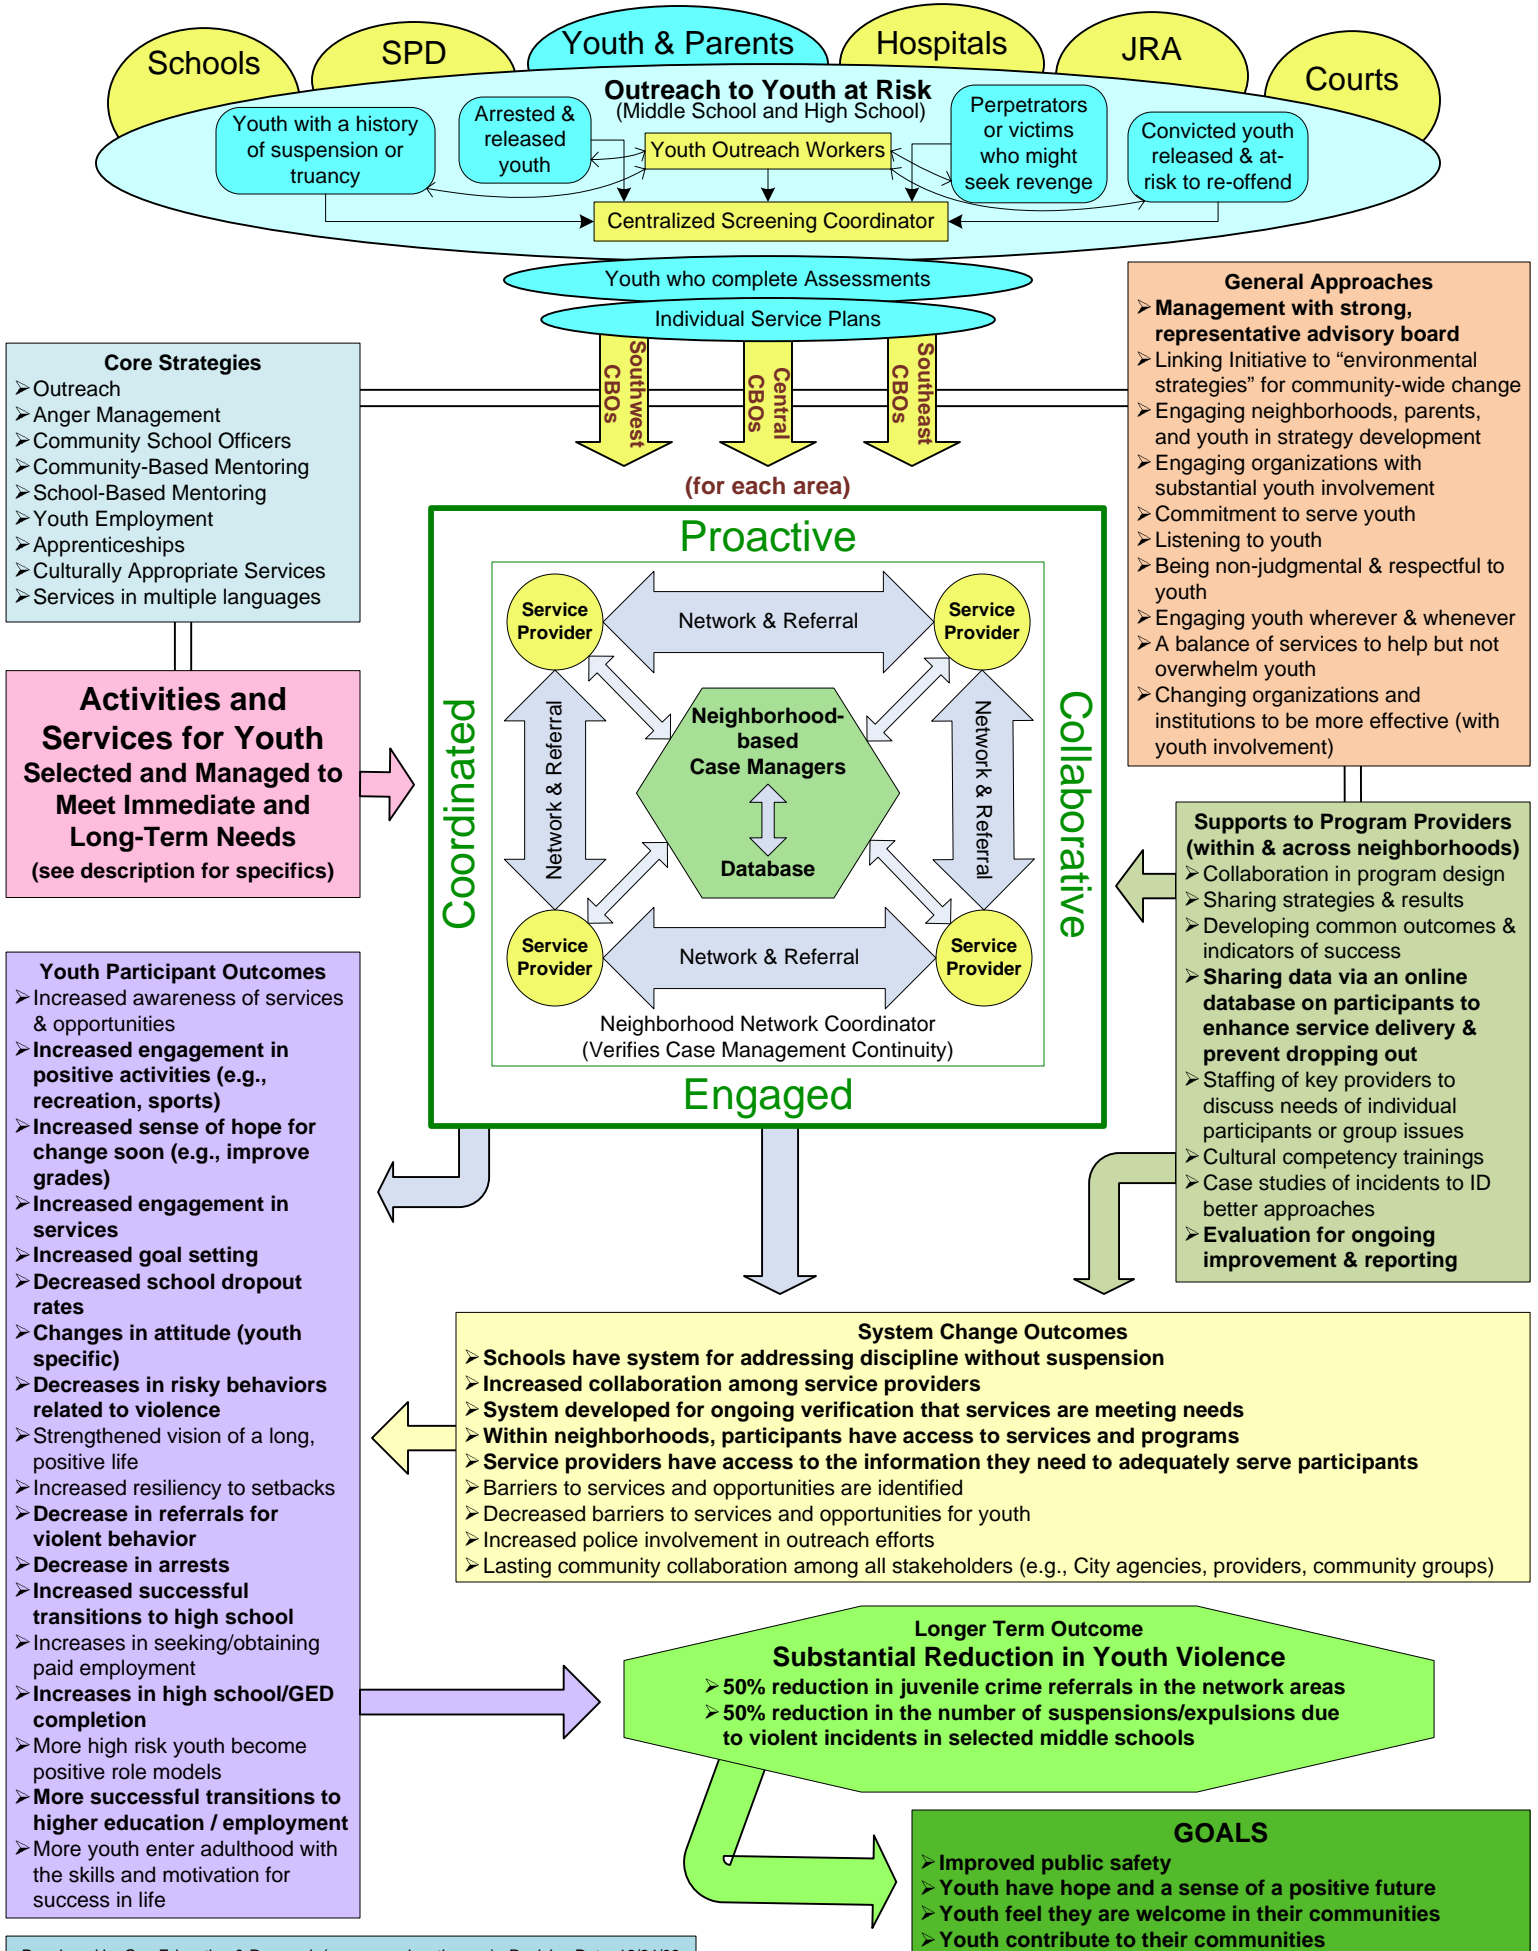 Schools
SPD
Youth & Parents
Hospitals
JRA
Courts
Outreach to Youth at Risk
(Middle School and High School)
Youth with a history
of suspension or
truancy
Arrested &
released
youth
Youth Outreach Workers
Perpetrators
or victims
who might
seek revenge
Convicted youth
released & at-
risk to re-offend
Centralized Screening Coordinator
Youth who complete Assessments
Individual Service Plans
Southwest
CBOs
Central
CBOs
Southeast
CBOs
(for each area)
Core Strategies
➢Outreach
➢Anger Management
➢Community School Officers
➢Community-Based Mentoring
➢School-Based Mentoring
➢Youth Employment
➢Apprenticeships
➢Culturally Appropriate Services
➢Services in multiple languages
General Approaches
➢Management with strong,
representative advisory board
➢Linking Initiative to “environmental
strategies” for community-wide change
➢Engaging neighborhoods, parents,
and youth in strategy development
➢Engaging organizations with
substantial youth involvement
➢Commitment to serve youth
➢Listening to youth
➢Being non-judgmental & respectful to
youth
➢Engaging youth wherever & whenever
➢A balance of services to help but not
overwhelm youth
➢Changing organizations and
institutions to be more effective (with
youth involvement)
Activities and
Services for Youth
Selected and Managed to
Meet Immediate and
Long-Term Needs
(see description for specifics)
Proactive
Coordinated
Collaborative
Engaged
Service
Provider
Network & Referral
Service
Provider
Network & Referral
Neighborhood-
based
Case Managers
Database
Network & Referral
Service
Provider
Network & Referral
Service
Provider
Neighborhood Network Coordinator
(Verifies Case Management Continuity)
Supports to Program Providers
(within & across neighborhoods)
➢Collaboration in program design
➢Sharing strategies & results
➢Developing common outcomes &
indicators of success
➢Sharing data via an online
database on participants to
enhance service delivery &
prevent dropping out
➢Staffing of key providers to
discuss needs of individual
participants or group issues
➢Cultural competency trainings
➢Case studies of incidents to ID
better approaches
➢Evaluation for ongoing
improvement & reporting
Youth Participant Outcomes
➢Increased awareness of services
& opportunities
➢Increased engagement in
positive activities (e.g.,
recreation, sports)
➢Increased sense of hope for
change soon (e.g., improve
grades)
➢Increased engagement in
services
➢Increased goal setting
➢Decreased school dropout
rates
➢Changes in attitude (youth
specific)
➢Decreases in risky behaviors
related to violence
➢Strengthened vision of a long,
positive life
➢Increased resiliency to setbacks
➢Decrease in referrals for
violent behavior
➢Decrease in arrests
➢Increased successful
transitions to high school
➢Increases in seeking/obtaining
paid employment
➢Increases in high school/GED
completion
➢More high risk youth become
positive role models
➢More successful transitions to
higher education / employment
➢More youth enter adulthood with
the skills and motivation for
success in life
System Change Outcomes
➢Schools have system for addressing discipline without suspension
➢Increased collaboration among service providers
➢System developed for ongoing verification that services are meeting needs
➢Within neighborhoods, participants have access to services and programs
➢Service providers have access to the information they need to adequately serve participants
➢Barriers to services and opportunities are identified
➢Decreased barriers to services and opportunities for youth
➢Increased police involvement in outreach efforts
➢Lasting community collaboration among all stakeholders (e.g., City agencies, providers, community groups)
Longer Term Outcome
Substantial Reduction in Youth Violence
➢50% reduction in juvenile crime referrals in the network areas
➢50% reduction in the number of suspensions/expulsions due
to violent incidents in selected middle schools
GOALS
➢Improved public safety
➢Youth have hope and a sense of a positive future
➢Youth feel they are welcome in their communities
➢Youth contribute to their communities